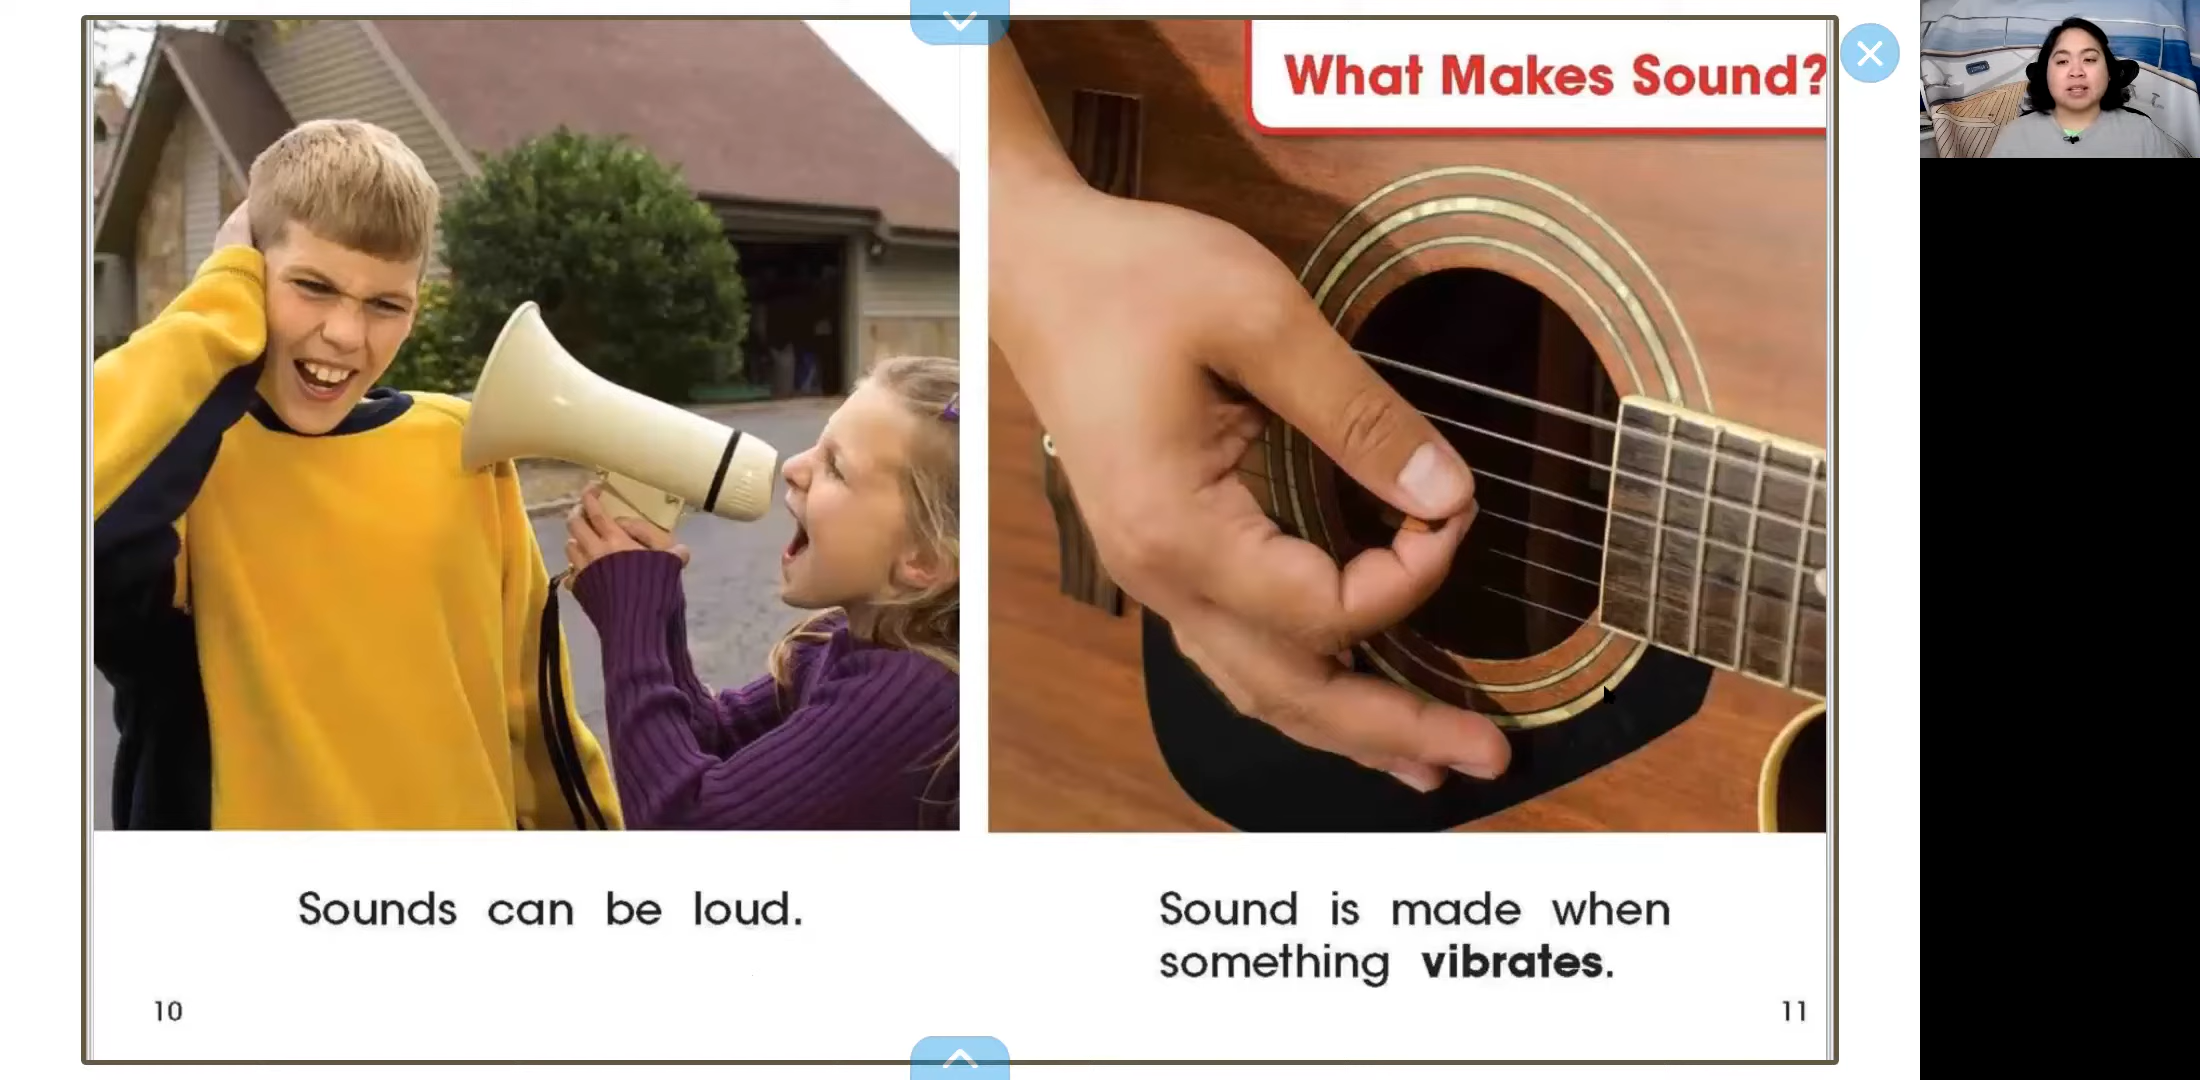 Sounds can be loud.
10
What Makes Sound?
Sound is made when
something vibrates.
11